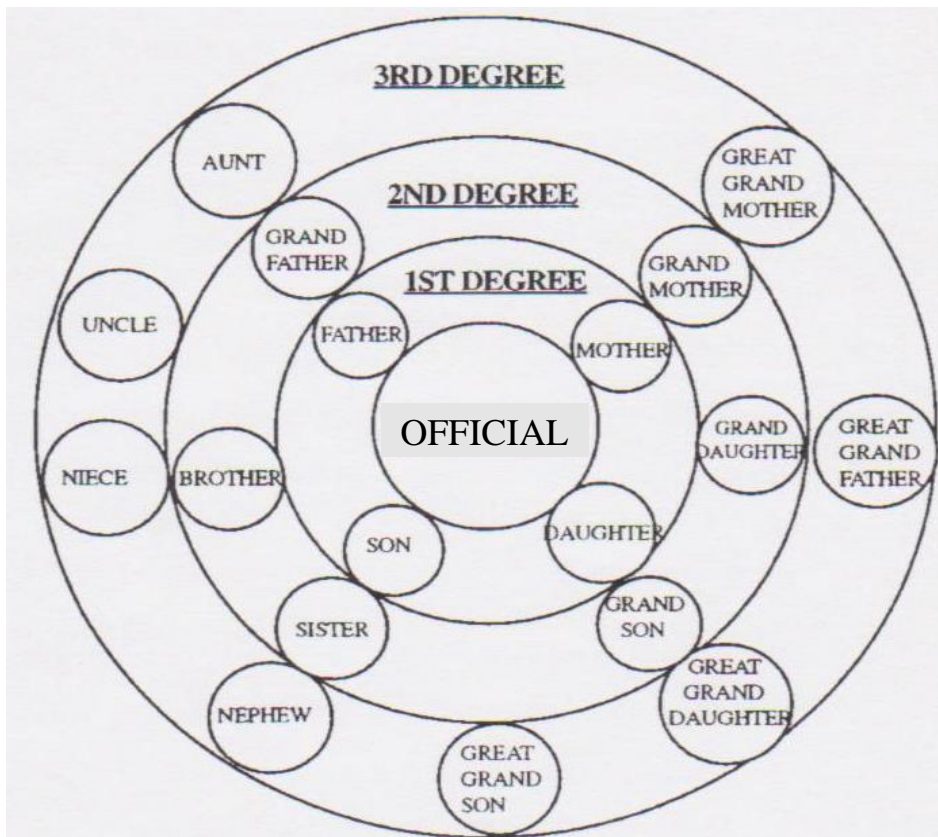 3RD DEGREE
AUNT
GREAT
GRAND
MOTHER
2ND DEGREE
GRAND
FATHER
GRAND
MOTHER
1ST DEGREE
UNCLE
FATHER
MOTHER
OFFICIAL
GRAND
DAUGHTER
GREAT
GRAND
FATHER
NIECE
BROTHER
SON
DAUGHTER
SISTER
GRAND
SON
NEPHEW
GREAT
GRAND
DAUGHTER
GREAT
GRAND
SON